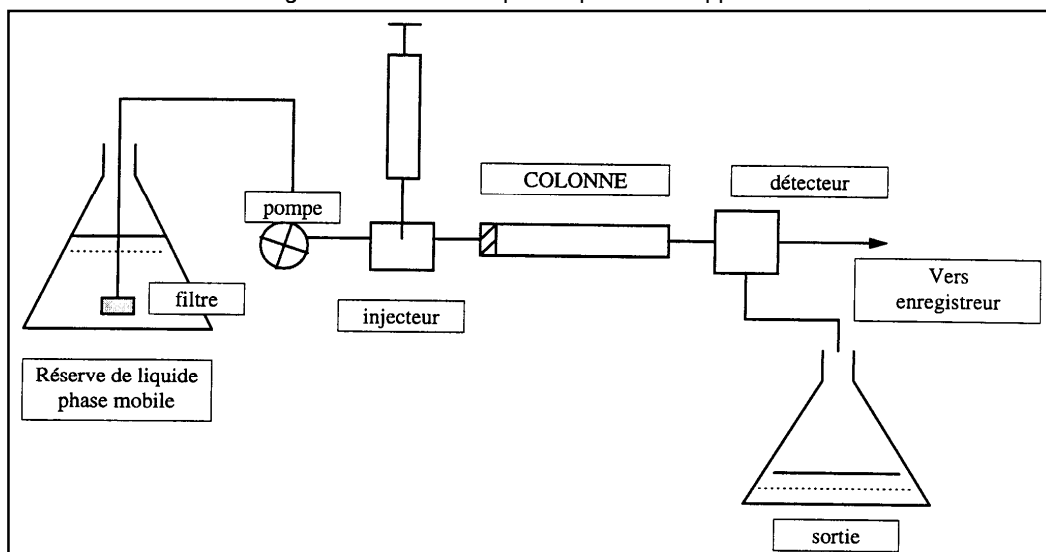 COLONNE
détecteur
pompe
filtre
injecteur
Vers
enregistreur
Réserve de liquide
phase mobile
sortie